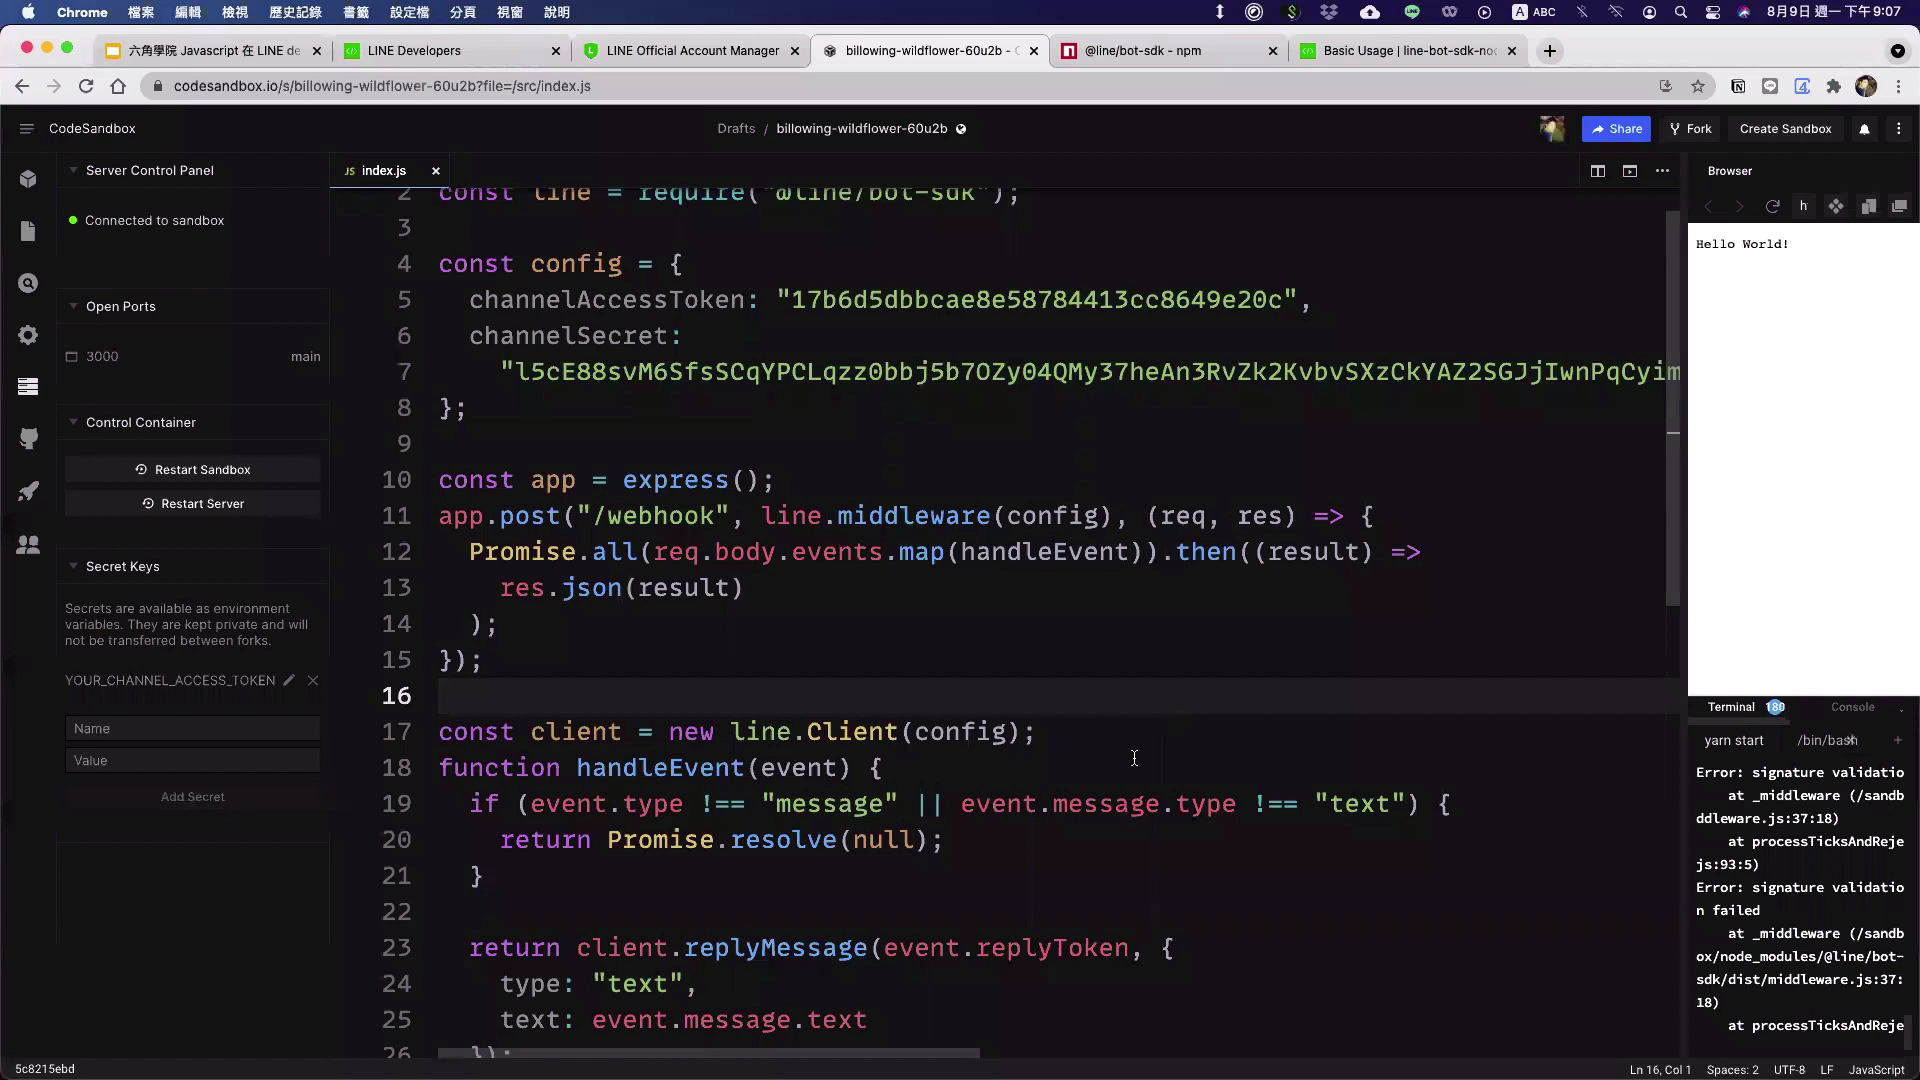 Chrome 檔案 編輯 檢視 歷史記錄 書籤 設定檔 分頁 視窗 說明 A ABC 8月9日 週一 下午9:07
六角學院 Javascript 在 LINE de
LINE Developers
LINE Official Account Manager
billowing-wildflower-60u2b -
@line/bot-sdk - npm
Basic Usage | line-bot-sdk-no
codesandbox.io/s/billowing-wildflower-60u2b?file=/src/index.js
CodeSandbox
Drafts / billowing-wildflower-60u2b
Share
Fork
Create Sandbox
Server Control Panel
Connected to sandbox
Open Ports
3000 main
Control Container
Restart Sandbox
Restart Server
Secret Keys
Secrets are available as environment
variables. They are kept private and will
not be transferred between forks.
YOUR_CHANNEL_ACCESS_TOKEN
Name
Value
Add Secret
JS index.js
2 const line = require("@line/bot-sdk");
3
4 const config = {
5 channelAccessToken: "17b6d5dbbcae8e58784413cc8649e20c",
6 channelSecret:
7 "l5cE88svM6SfsSCqYPCLqzz0bbj5b7OZy04QMy37heAn3RvZk2KvbvSXzCkYAZ2SGJjIwnPqCyim
8 };
9
10 const app = express();
11 app.post("/webhook", line.middleware(config), (req, res) => {
12 Promise.all(req.body.events.map(handleEvent)).then((result) =>
13 res.json(result)
14 );
15 });
16
17 const client = new line.Client(config);
18 function handleEvent(event) {
19 if (event.type !== "message" || event.message.type !== "text") {
20 return Promise.resolve(null);
21 }
22
23 return client.replyMessage(event.replyToken, {
24 type: "text",
25 text: event.message.text
26 });
Browser
h
Hello World!
Terminal 180 Console
yarn start /bin/bash +
Error: signature validatio
at _middleware (/sandb
ddleware.js:37:18)
at processTicksAndReje
js:93:5)
Error: signature validatio
n failed
at _middleware (/sandb
ox/node_modules/@line/bot-
sdk/dist/middleware.js:37:
18)
at processTicksAndReje
5c8215ebd
Ln 16, Col 1 Spaces: 2 UTF-8 LF JavaScript